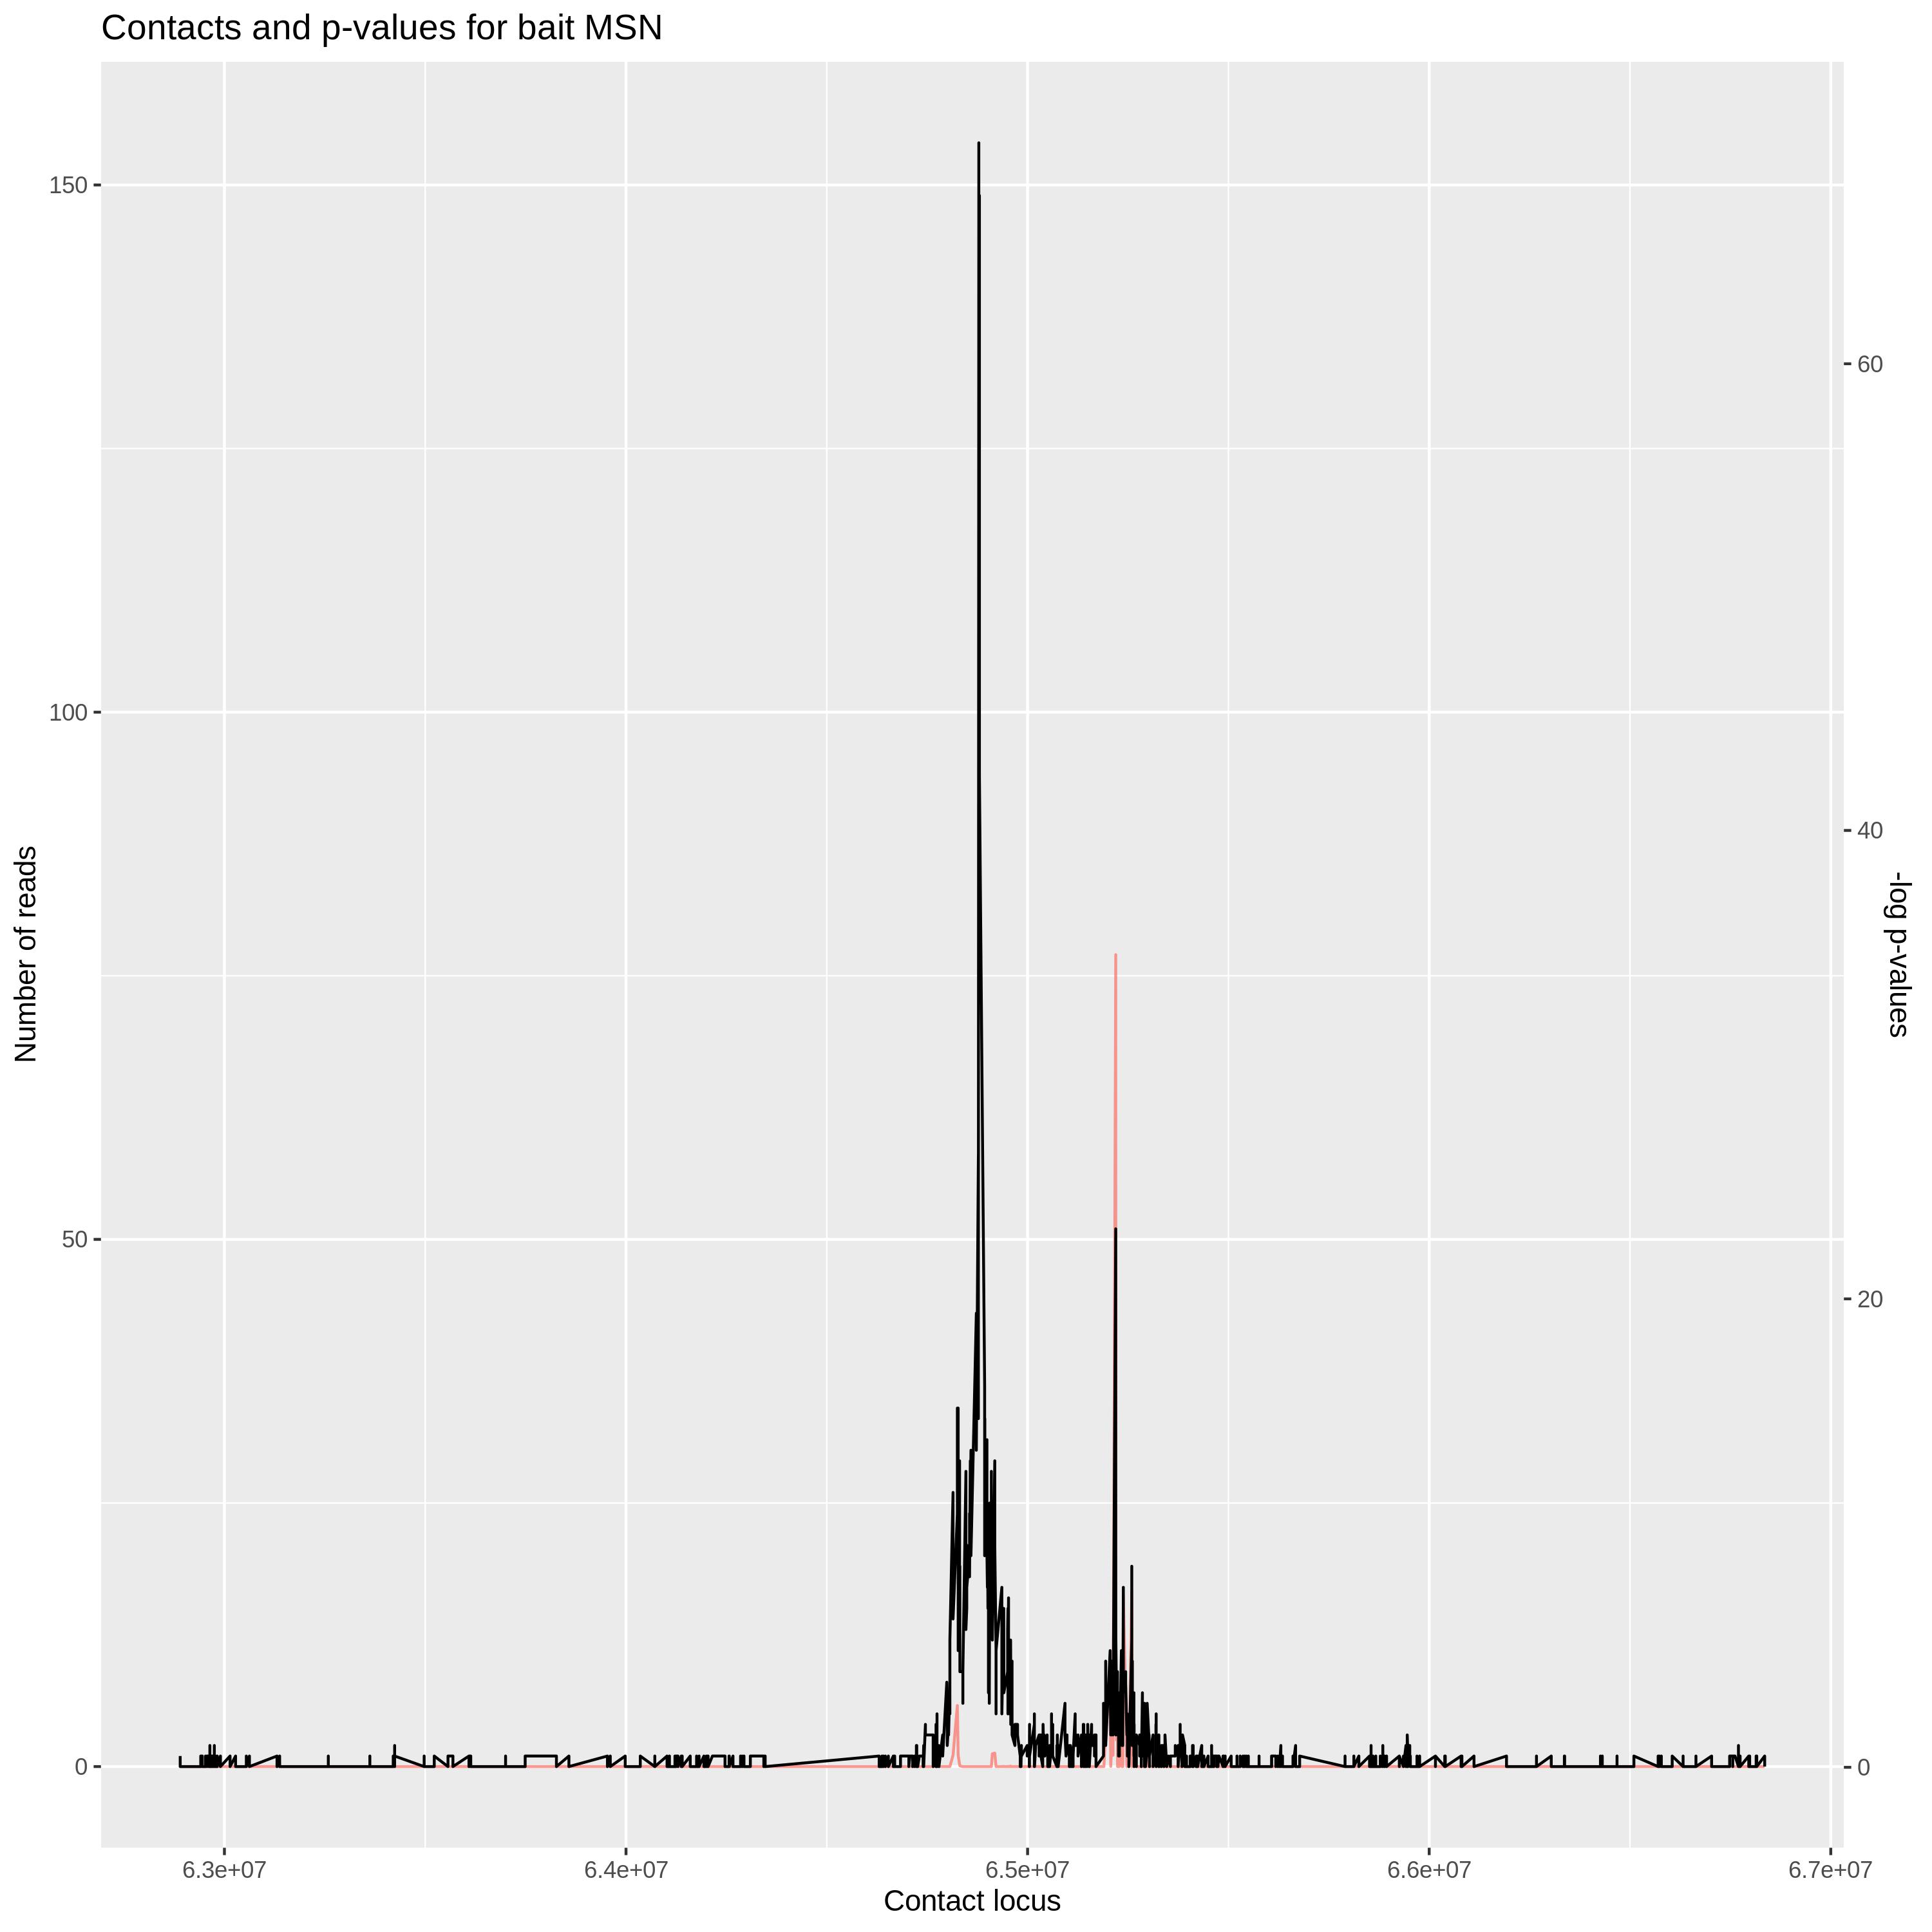 Contacts and p-values for bait MSN
150
100
50
0
Number of reads
60
40
20
0
-log p-values
6.3e+07 6.4e+07 6.5e+07 6.6e+07 6.7e+07
Contact locus